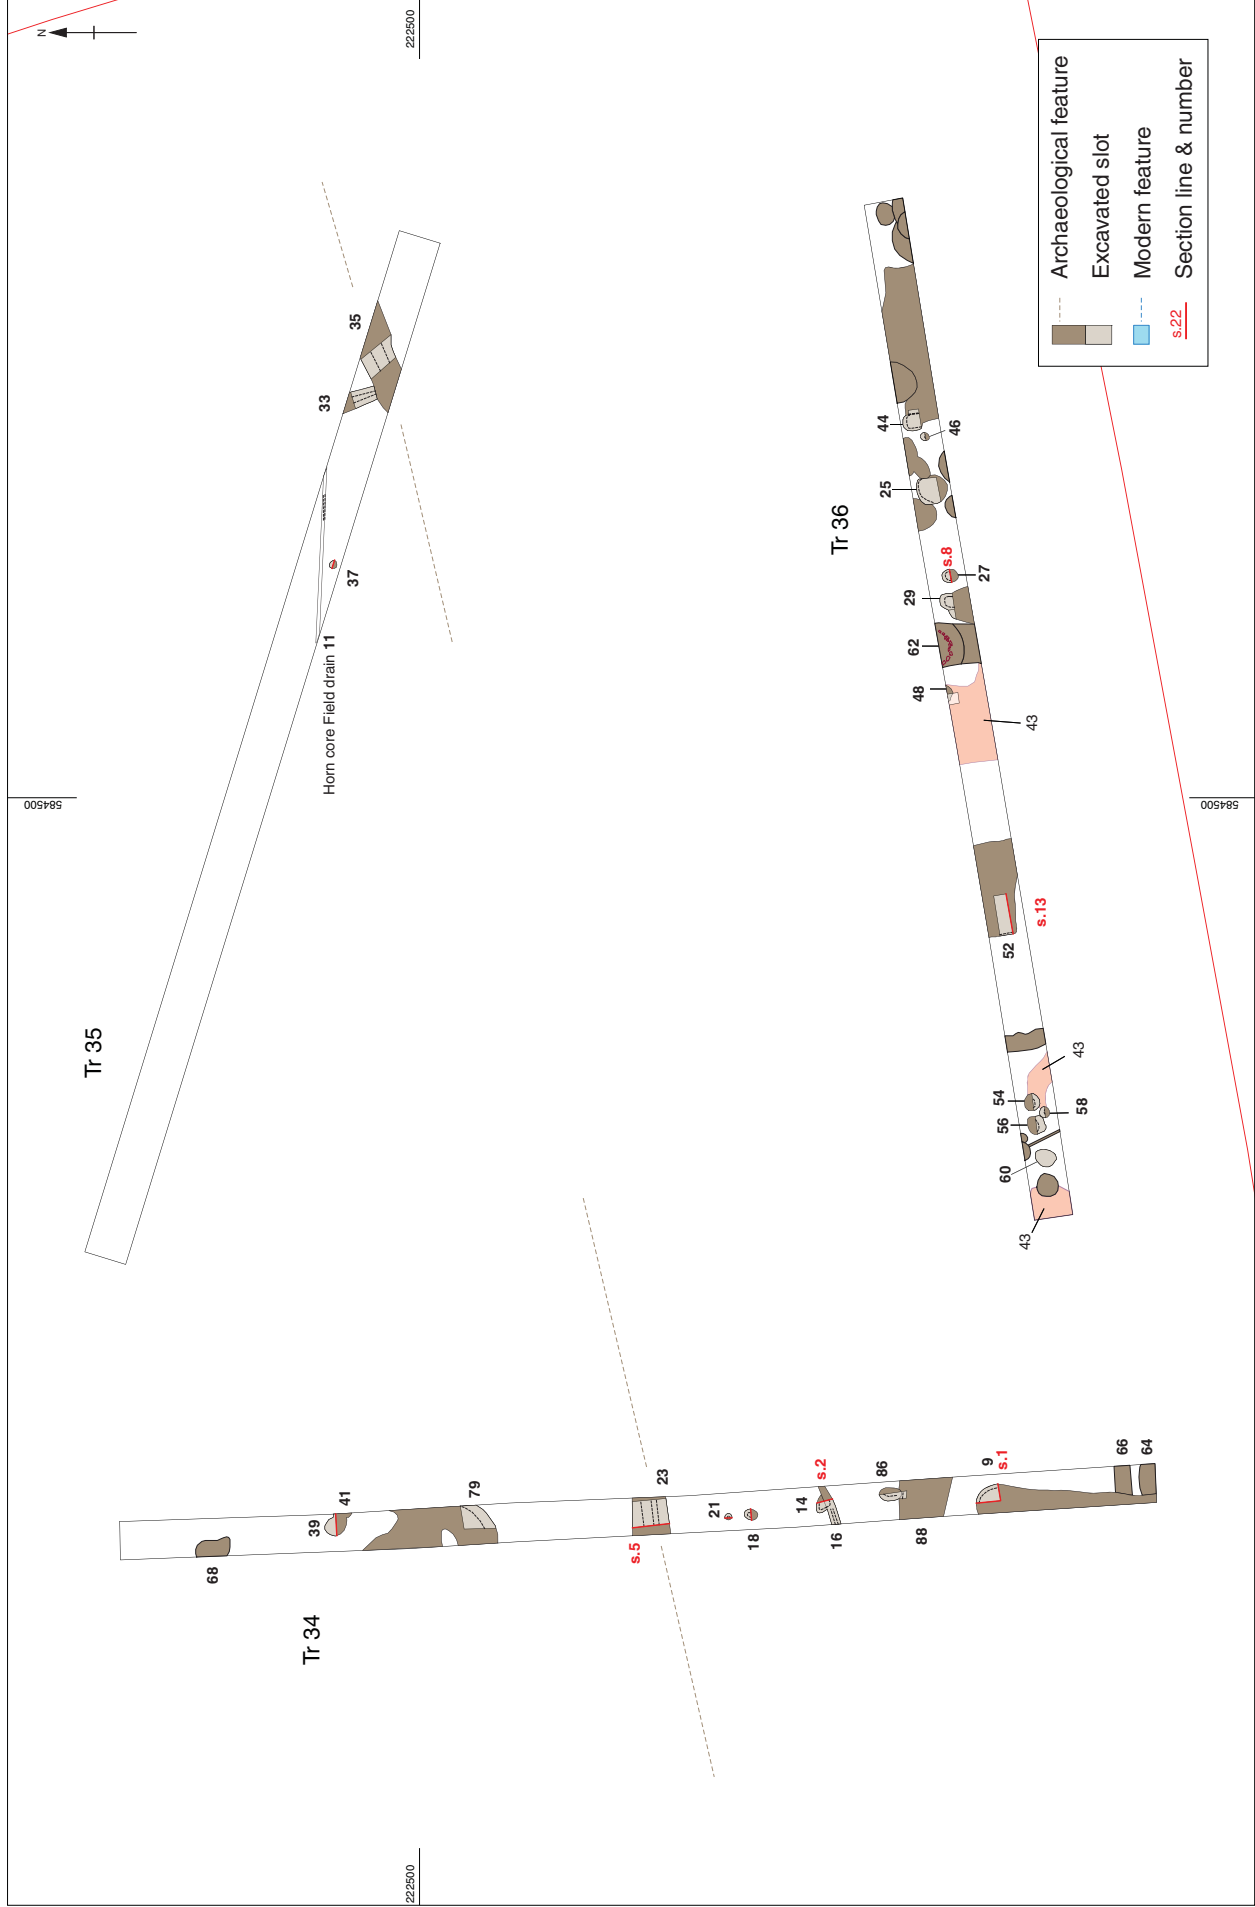 N
222500
584500
Tr 35
35
33
37
Horn core Field drain 11
Tr 36
44
46
25
s.8
27
29
62
48
43
52
s.13
43
54
56
58
60
43
Archaeological feature
Excavated slot
Modern feature
s.22
Section line & number
584500
Tr 34
68
39
41
79
s.5
23
21
18
14
s.2
16
86
88
9
s.1
66
64
222500